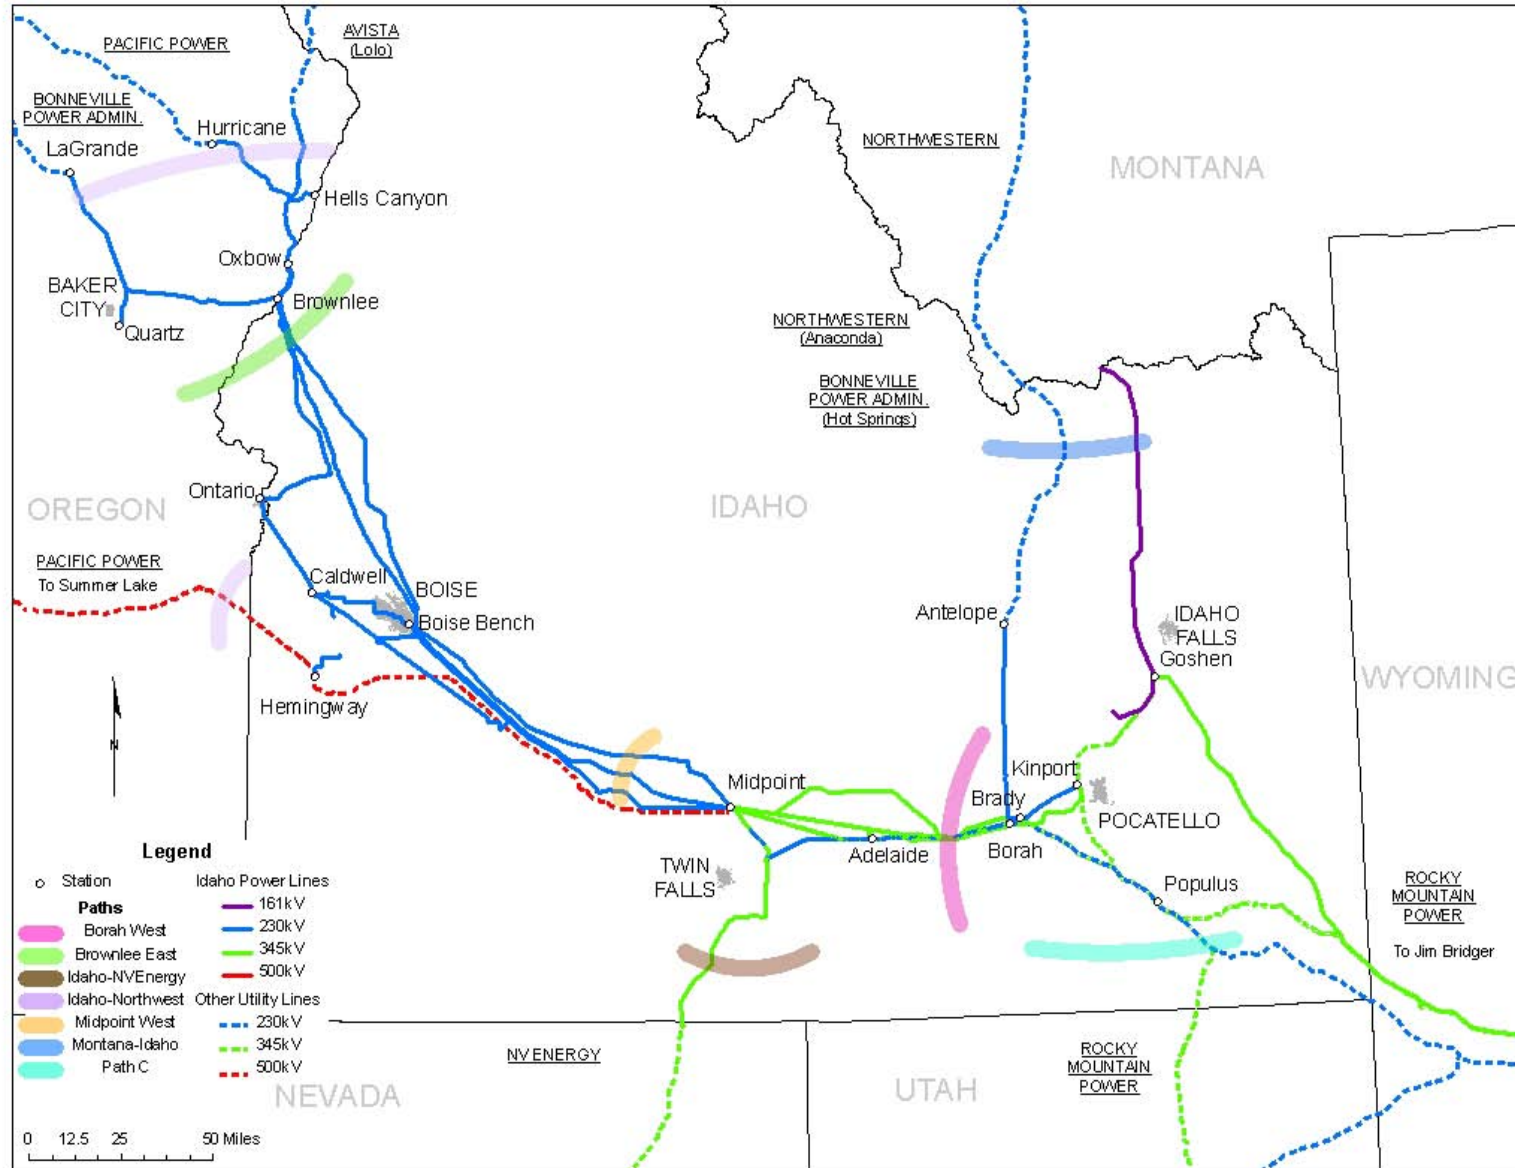 PACIFIC POWER
AVISTA
(Lolo)
BONNEVILLE
POWER ADMIN.
Hurricane
LaGrande
NORTHWESTERN
MONTANA
Hells Canyon
Oxbow
BAKER
CITY
Brownlee
Quartz
NORTHWESTERN
(Anaconda)
BONNEVILLE
POWER ADMIN.
(Hot Springs)
Ontario
OREGON
IDAHO
PACIFIC POWER
To Summer Lake
Caldwell
BOISE
Boise Bench
Antelope
IDAHO
FALLS
Goshen
WYOMING
Hemingway
N
Midpoint
Kinport
Brady
POCATELLO
Adelaide
Borah
TWIN
FALLS
Populus
ROCKY
MOUNTAIN
POWER
To Jim Bridger
Legend
Station
Paths
Borah West
Brownlee East
Idaho-NVEnergy
Idaho-Northwest
Midpoint West
Montana-Idaho
Path C
Idaho Power Lines
161kV
230kV
345kV
500kV
Other Utility Lines
230kV
345kV
500kV
NV ENERGY
ROCKY
MOUNTAIN
POWER
NEVADA
UTAH
0 12.5 25 50 Miles